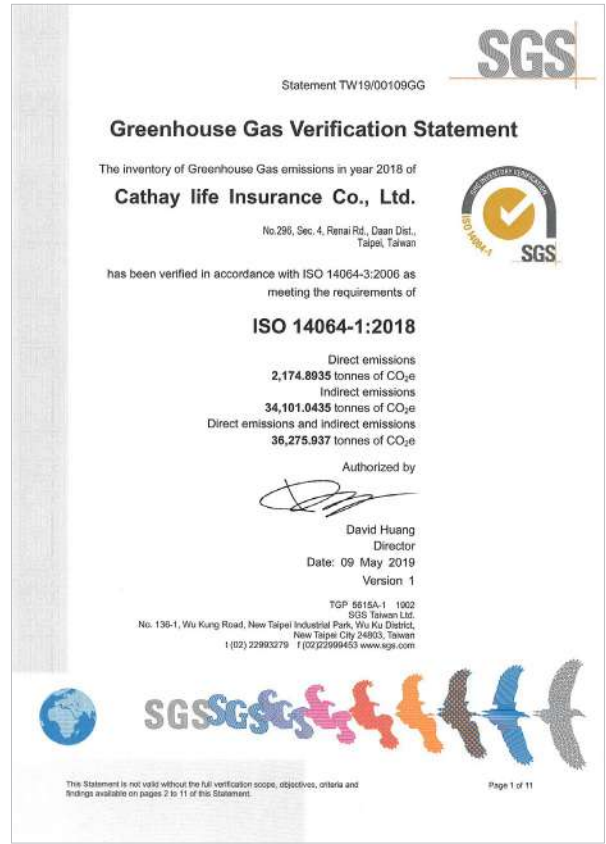 SGS
Statement TW19/00109GG
Greenhouse Gas Verification Statement
The inventory of Greenhouse Gas emissions in year 2018 of
Cathay life Insurance Co., Ltd.
No.296, Sec. 4, Renai Rd., Daan Dist.,
Taipei, Taiwan
GHG INVENTORY VERIFICATION
ISO 14064-1
SGS
has been verified in accordance with ISO 14064-3:2006 as
meeting the requirements of
ISO 14064-1:2018
Direct emissions
2,174.8935 tonnes of CO₂e
Indirect emissions
34,101.0435 tonnes of CO₂e
Direct emissions and indirect emissions
36,275.937 tonnes of CO₂e
Authorized by
David Huang
Director
Date: 09 May 2019
Version 1
TGP 5615A-1 1902
SGS Taiwan Ltd.
No. 136-1, Wu Kung Road, New Taipei Industrial Park, Wu Ku District,
New Taipei City 24803, Taiwan
t (02) 22993279 f (02)22999453 www.sgs.com
SGSSGSSGS
This Statement is not valid without the full verification scope, objectives, criteria and
findings available on pages 2 to 11 of this Statement.
Page 1 of 11